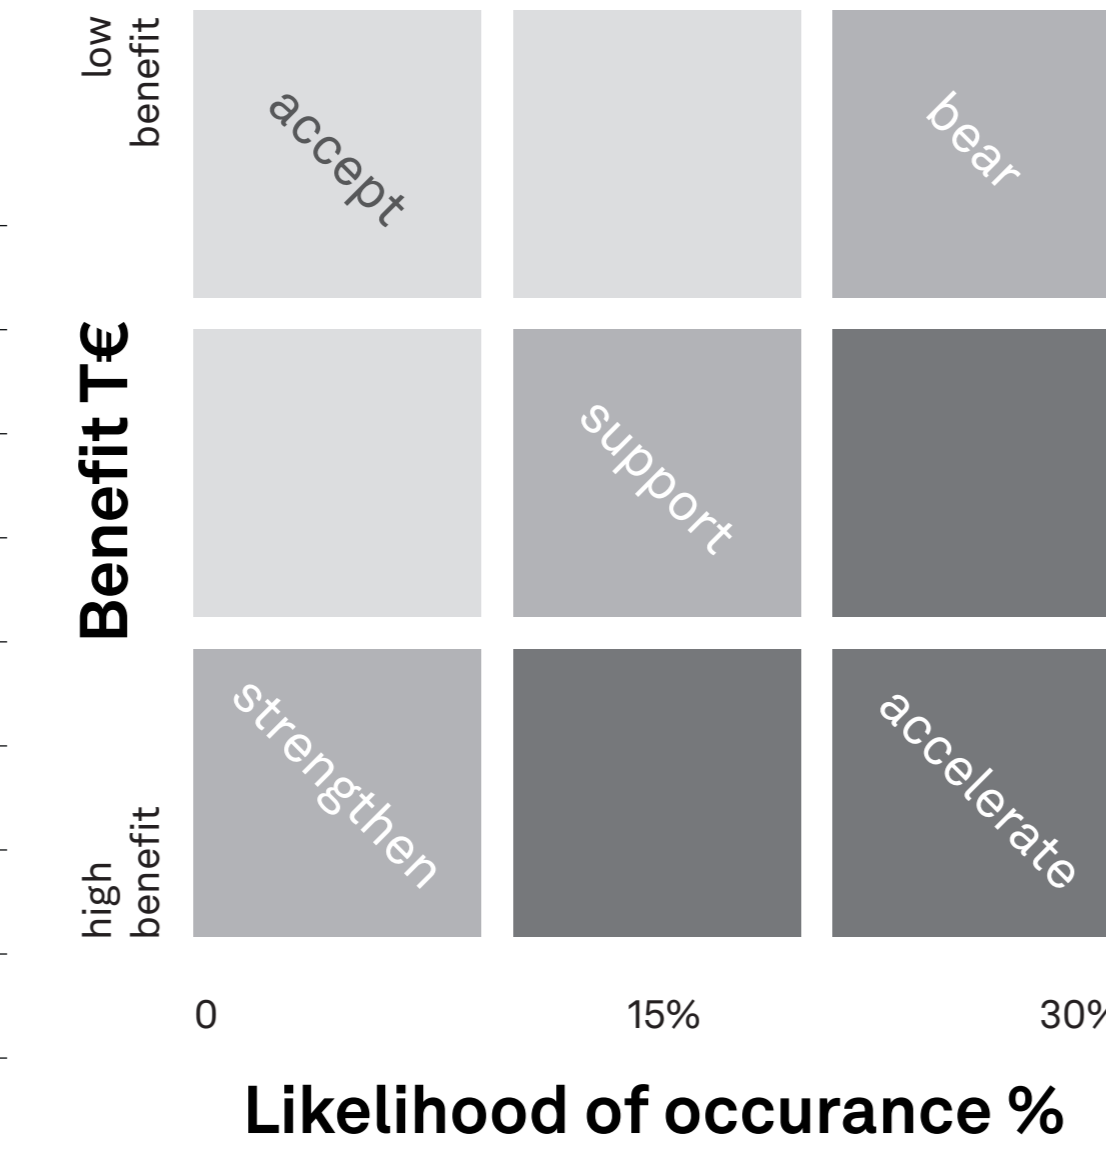 low
benefit
accept
bear
Benefit T€
support
strengthen
accelerate
high
benefit
0
15%
30%
Likelihood of occurance %